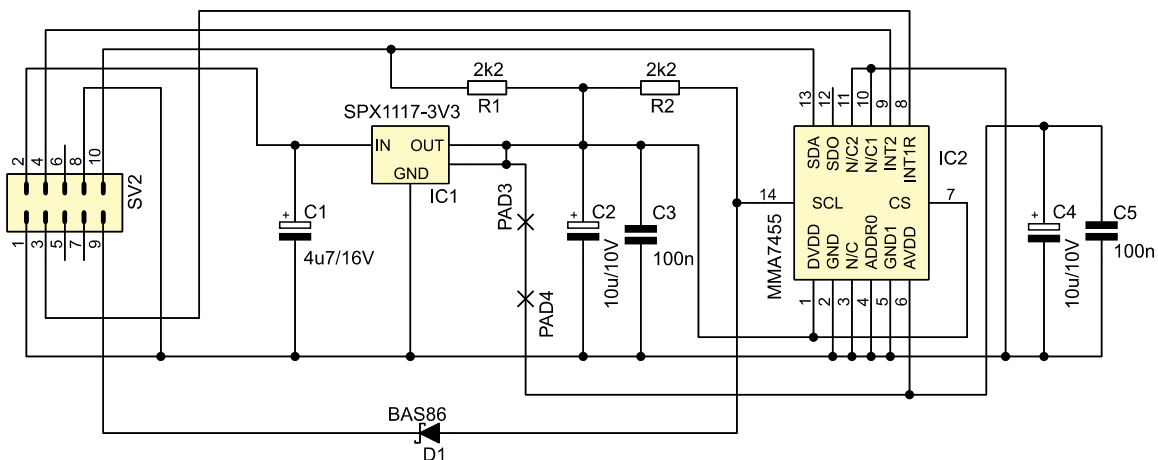 2k2
2k2
R1
R2
SPX1117-3V3
IN
OUT
GND
IC1
2
4
6
8
10
SV2
1
3
5
7
9
+
C1
4u7/16V
PAD3
PAD4
+
C2
10u/10V
C3
100n
13
12
11
10
9
8
SDA
SDO
N/C2
N/C1
INT2
INT1R
IC2
14
SCL
CS
7
MMA7455
DVDD
GND
N/C
ADDR0
GND1
AVDD
1
2
3
4
5
6
+
C4
10u/10V
C5
100n
BAS86
D1